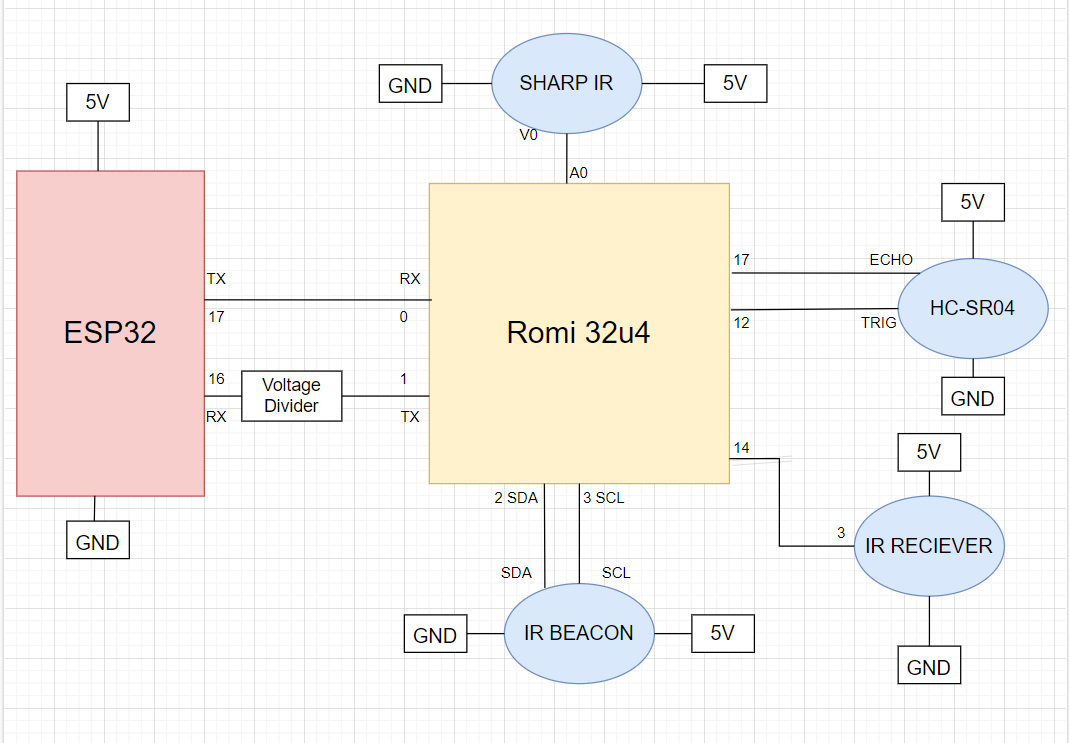 SHARP IR
GND
5V
5V
V0
A0
5V
17
ECHO
TX
RX
HC-SR04
17
0
12
TRIG
ESP32
Romi 32u4
16
Voltage
Divider
1
RX
TX
GND
14
5V
2 SDA
3 SCL
GND
3
IR RECIEVER
SDA
SCL
GND
IR BEACON
5V
GND